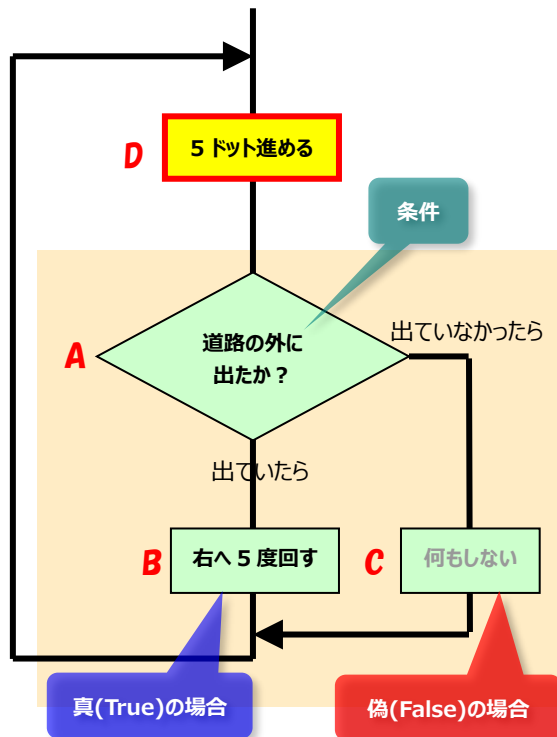 D
5 ドット進める
条件
A
道路の外に
出たか？
出ていなかったら
出ていたら
B
右へ 5 度回す
C
何もしない
真(True)の場合
偽(False)の場合